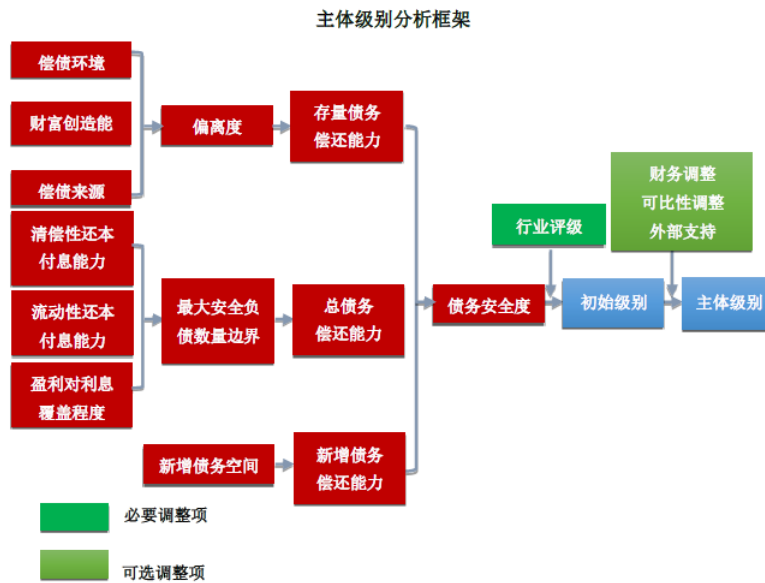 主体级别分析框架
偿债环境
财富创造能
偿债来源
偏离度
存量债务
偿还能力
清偿性还本
付息能力
流动性还本
付息能力
盈利对利息
覆盖程度
最大安全负
债数量边界
总债务
偿还能力
新增债务空间
新增债务
偿还能力
债务安全度
行业评级
初始级别
财务调整
可比性调整
外部支持
主体级别
必要调整项
可选调整项